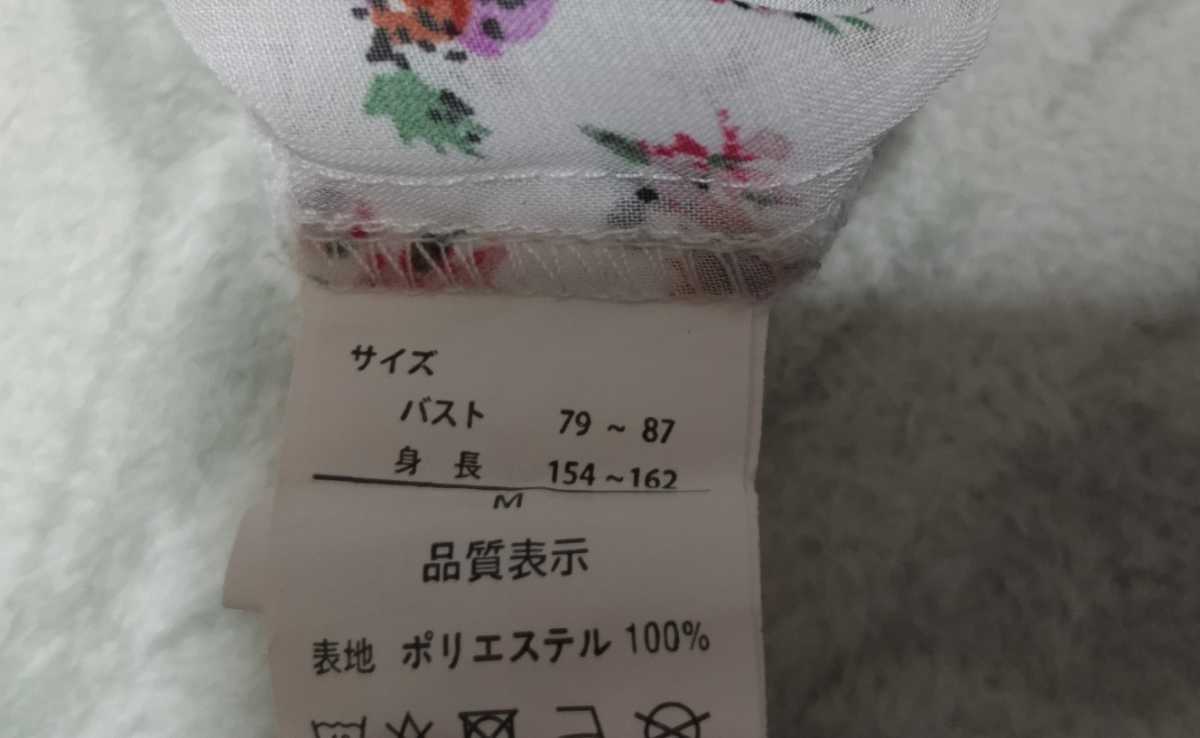 サイズ
バスト 79 ~ 87
身 長 154 ~162
M
品質表示
表地 ポリエステル 100%